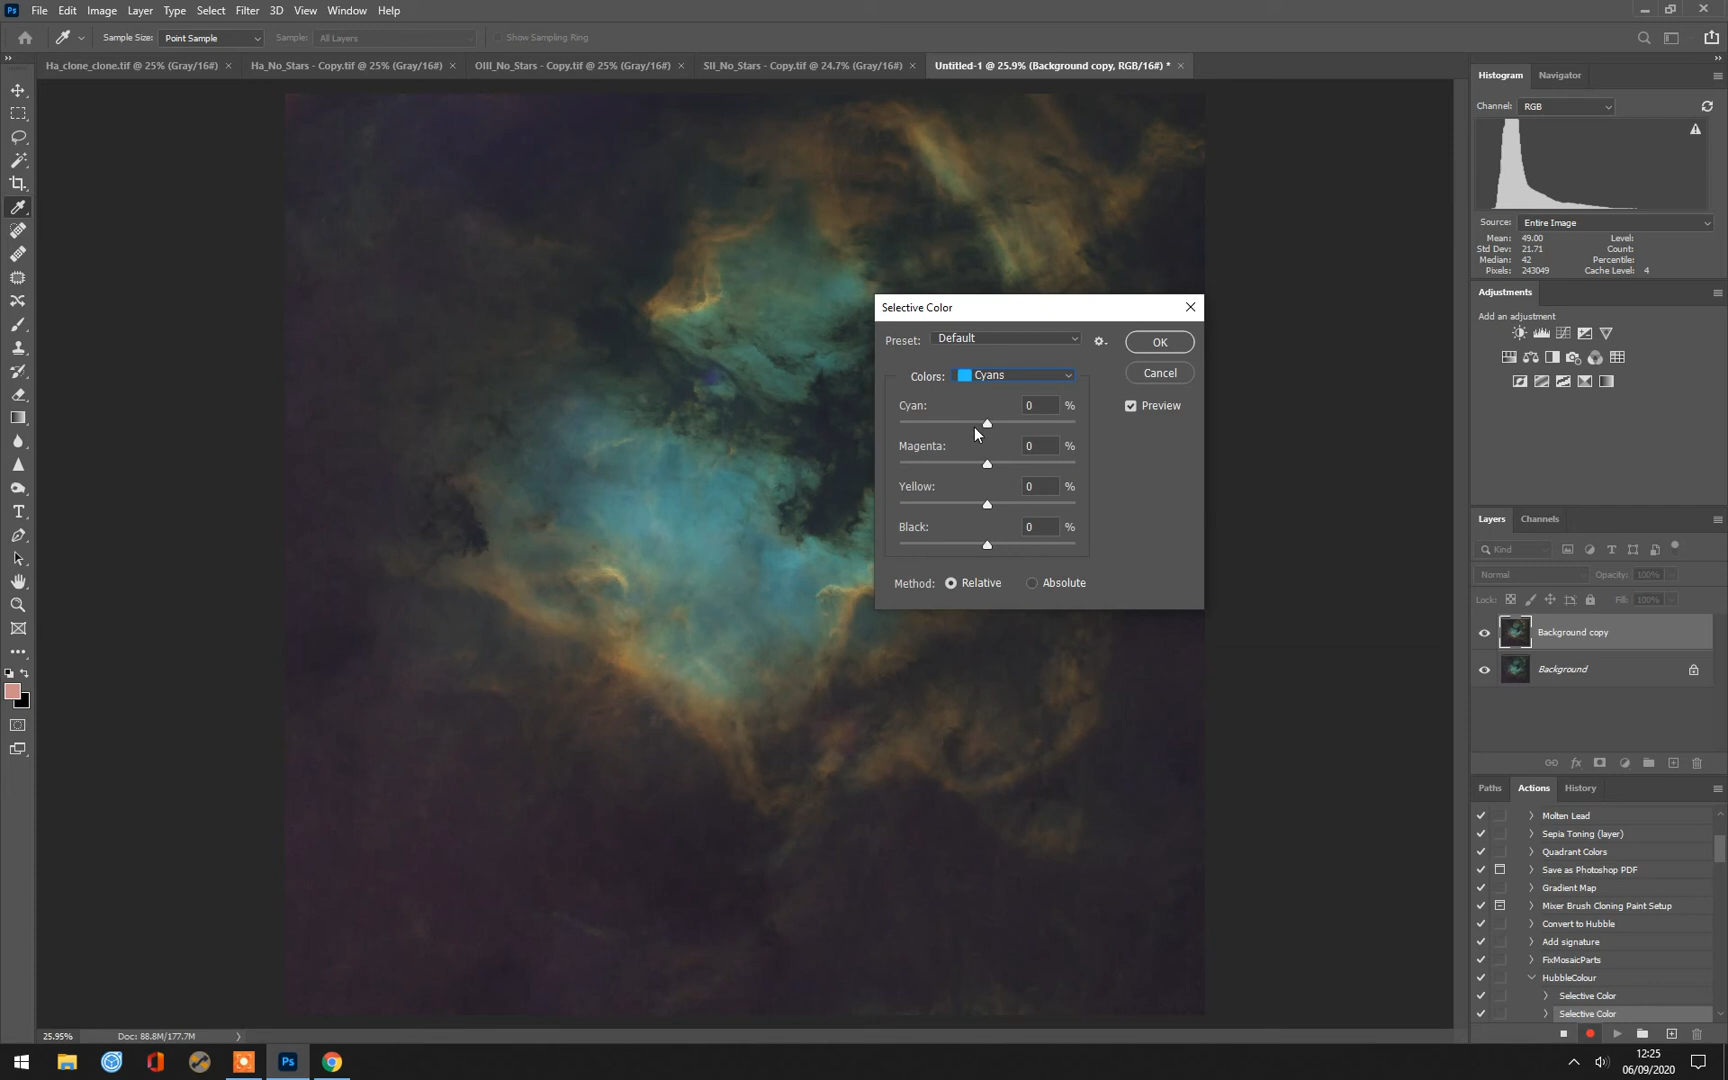 Ps File Edit Image Layer Type Select Filter 3D View Window Help
Sample Size: Point Sample Sample: All Layers Show Sampling Ring
Ha_clone_clone.tif @ 25% (Gray/16#) × Ha_No_Stars - Copy.tif @ 25% (Gray/16#) × OIII_No_Stars - Copy.tif @ 25% (Gray/16#) × SII_No_Stars - Copy.tif @ 24.7% (Gray/16#) × Untitled-1 @ 25.9% (Background copy, RGB/16#) * ×
Histogram Navigator
Channel: RGB
Source: Entire Image
Mean: 49.00 Level:
Std Dev: 21.71 Count:
Median: 42 Percentile:
Pixels: 243049 Cache Level: 4
Adjustments
Add an adjustment
Selective Color
Preset: Default OK
Colors: Cyans Cancel
Cyan: 0 % Preview
Magenta: 0 %
Yellow: 0 %
Black: 0 %
Method: Relative Absolute
Layers Channels
Kind
Normal Opacity: 100%
Lock: Fill: 100%
Background copy
Background
Paths Actions History
Molten Lead
Sepia Toning (layer)
Quadrant Colors
Save as Photoshop PDF
Gradient Map
Mixer Brush Cloning Paint Setup
Convert to Hubble
Add signature
FixMosaicParts
HubbleColour
Selective Color
Selective Color
25.95% Doc: 88.8M/177.7M
Ps
12:25
06/09/2020